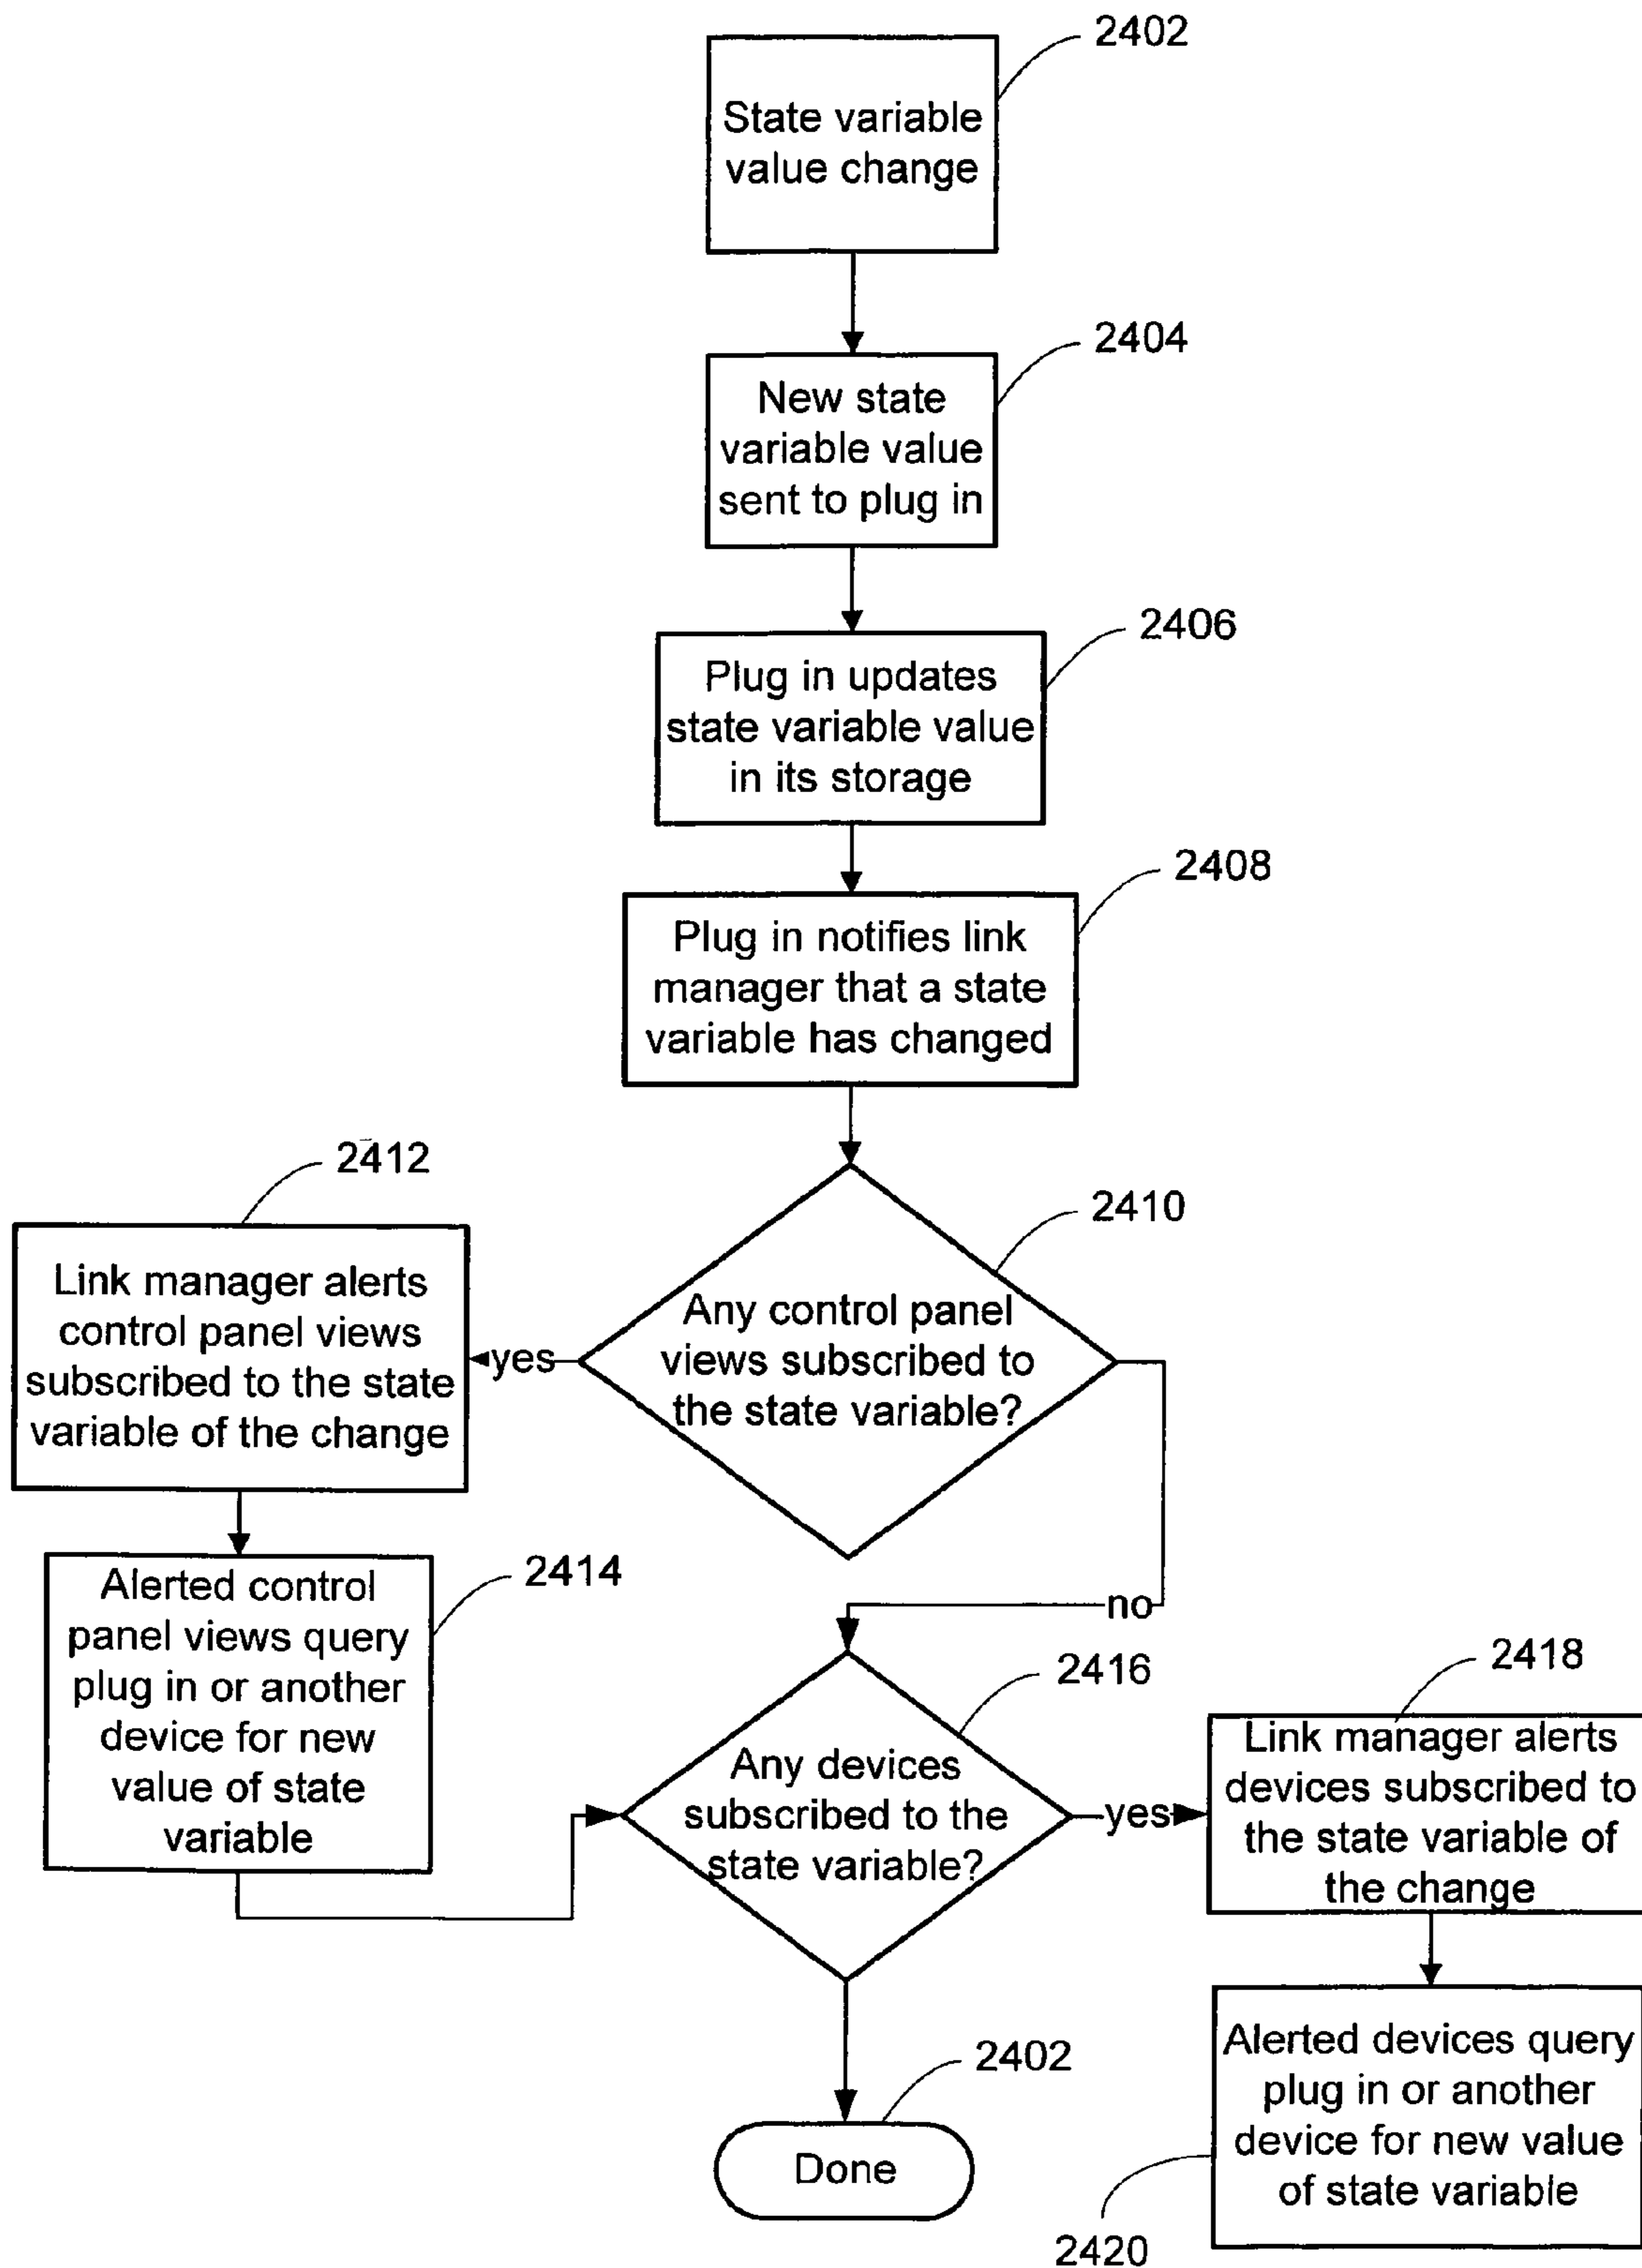 2402
State variable
value change
2404
New state
variable value
sent to plug in
2406
Plug in updates
state variable value
in its storage
2408
Plug in notifies link
manager that a state
variable has changed
2412
2410
Link manager alerts
control panel views
subscribed to the state
variable of the change
yes
Any control panel
views subscribed to
the state variable?
no
2414
Alerted control
panel views query
plug in or another
device for new
value of state
variable
2416
Any devices
subscribed to the
state variable?
yes
2418
Link manager alerts
devices subscribed to
the state variable of
the change
2402
Done
Alerted devices query
plug in or another
device for new value
of state variable
2420